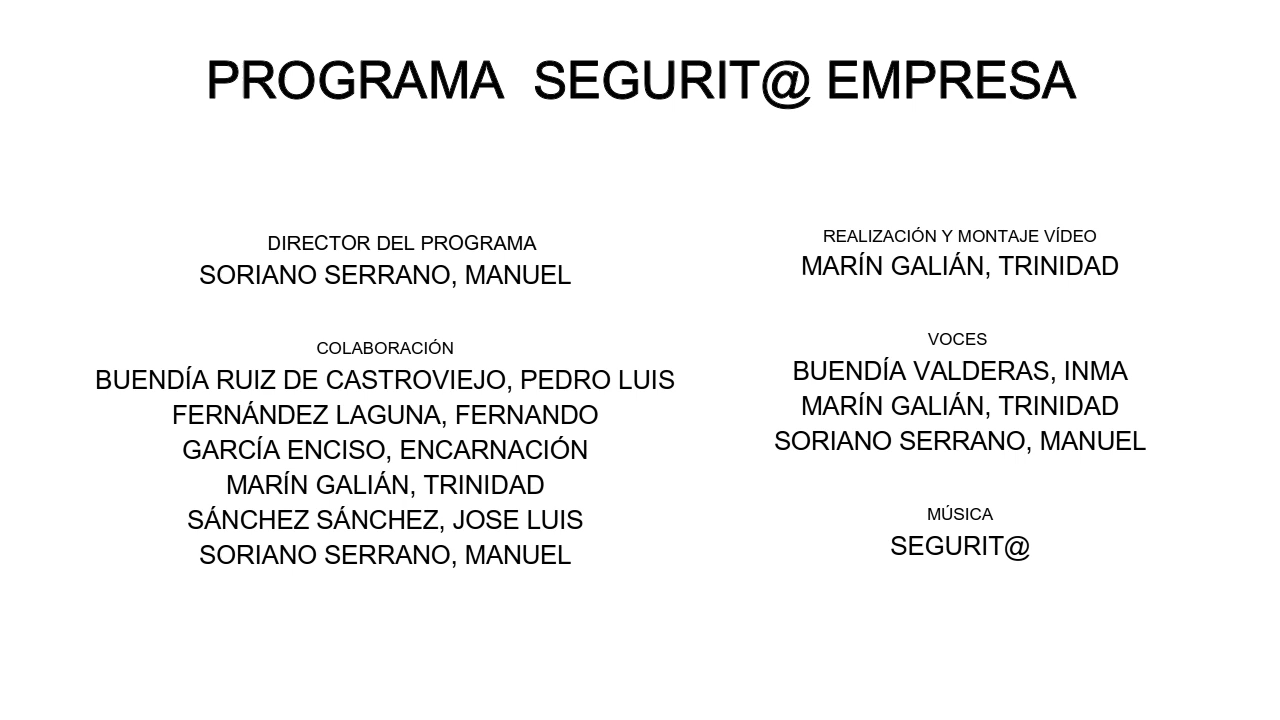 PROGRAMA SEGURIT@ EMPRESA
DIRECTOR DEL PROGRAMA
SORIANO SERRANO, MANUEL
COLABORACIÓN
BUENDÍA RUIZ DE CASTROVIEJO, PEDRO LUIS
FERNÁNDEZ LAGUNA, FERNANDO
GARCÍA ENCISO, ENCARNACIÓN
MARÍN GALIÁN, TRINIDAD
SÁNCHEZ SÁNCHEZ, JOSE LUIS
SORIANO SERRANO, MANUEL
REALIZACIÓN Y MONTAJE VÍDEO
MARÍN GALIÁN, TRINIDAD
VOCES
BUENDÍA VALDERAS, INMA
MARÍN GALIÁN, TRINIDAD
SORIANO SERRANO, MANUEL
MÚSICA
SEGURIT@